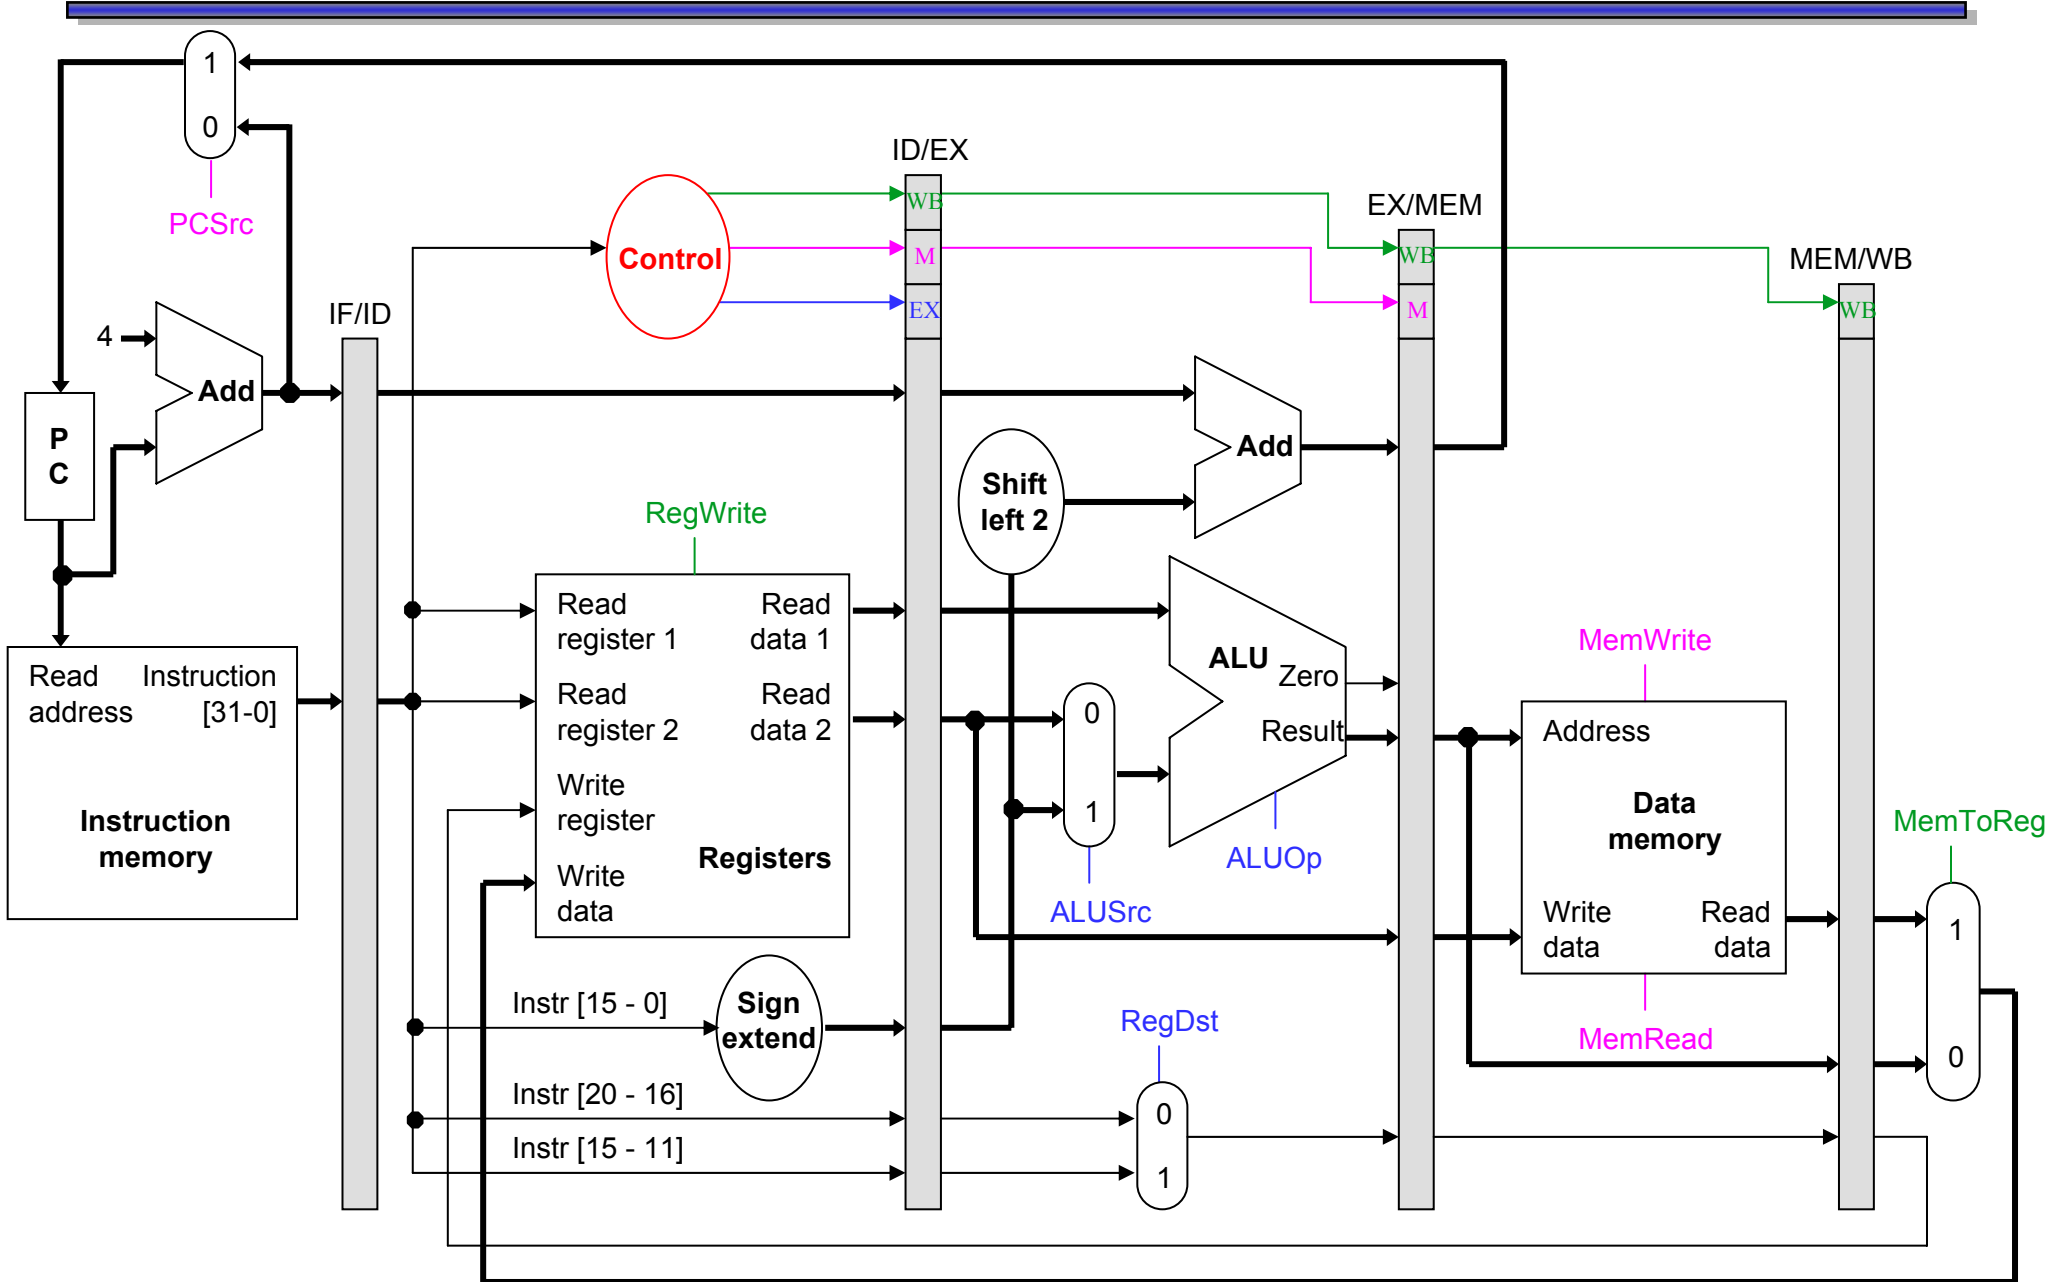 1
0
PCSrc
4
Add
P
C
Read
address
Instruction
[31-0]
Instruction
memory
IF/ID
Control
ID/EX
WB
M
EX
EX/MEM
WB
M
MEM/WB
WB
RegWrite
Read
register 1
Read
data 1
Read
register 2
Read
data 2
Write
register
Registers
Write
data
Shift
left 2
Add
ALU
Zero
Result
0
1
ALUSrc
ALUOp
MemWrite
Address
Data
memory
Write
data
Read
data
MemRead
MemToReg
1
0
Instr [15 - 0]
Sign
extend
RegDst
Instr [20 - 16]
0
Instr [15 - 11]
1